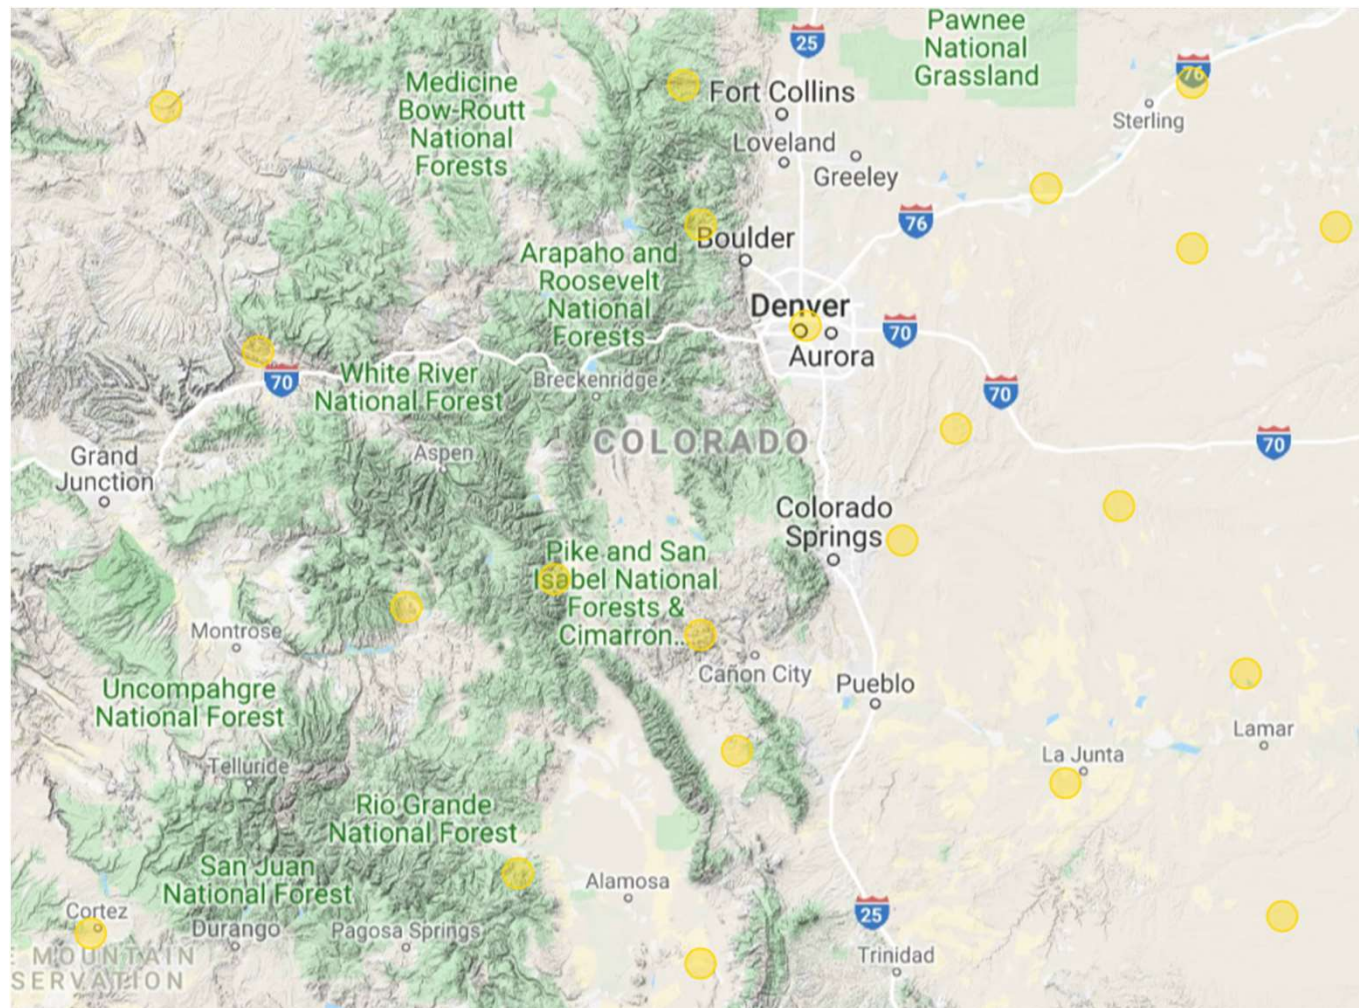 25
Pawnee
National
Grassland
76
Medicine
Bow-Routt
National
Forests
Fort Collins
Sterling
Loveland
Greeley
76
Boulder
Arapaho and
Roosevelt
National
Forests
Denver
70
Aurora
70
White River
National Forest
Breckenridge
70
COLORADO
70
Grand
Junction
Aspen
Colorado
Springs
Pike and San
Isabel National
Forests &
Cimarron...
Montrose
Cañon City
Pueblo
Uncompahgre
National Forest
Lamar
La Junta
Telluride
Rio Grande
National Forest
San Juan
National Forest
Alamosa
Cortez
Durango
Pagosa Springs
25
Trinidad
E MOUNTAIN
SERVATION